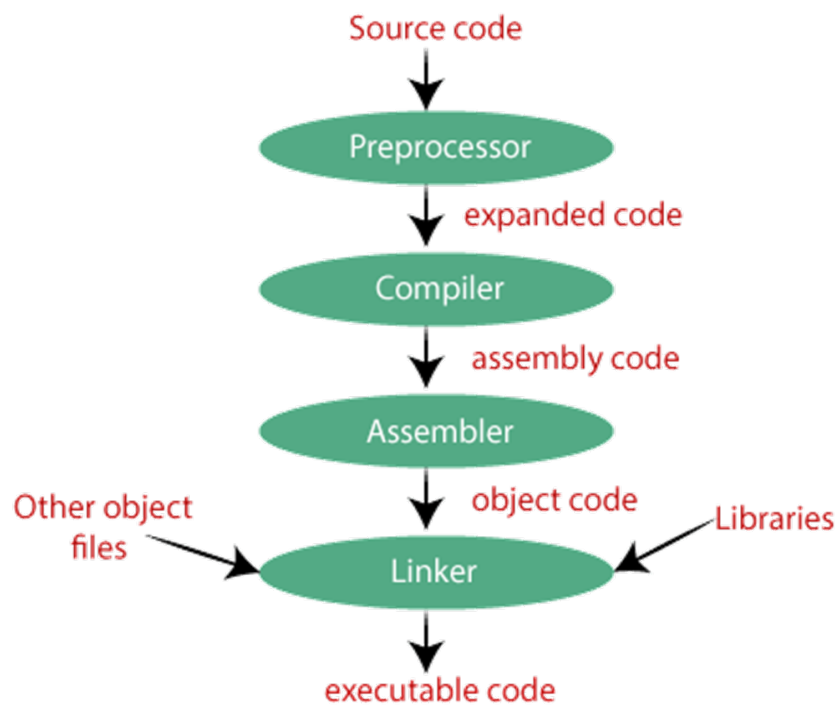 Source code
Preprocessor
expanded code
Compiler
assembly code
Assembler
object code
Other object
files
Libraries
Linker
executable code